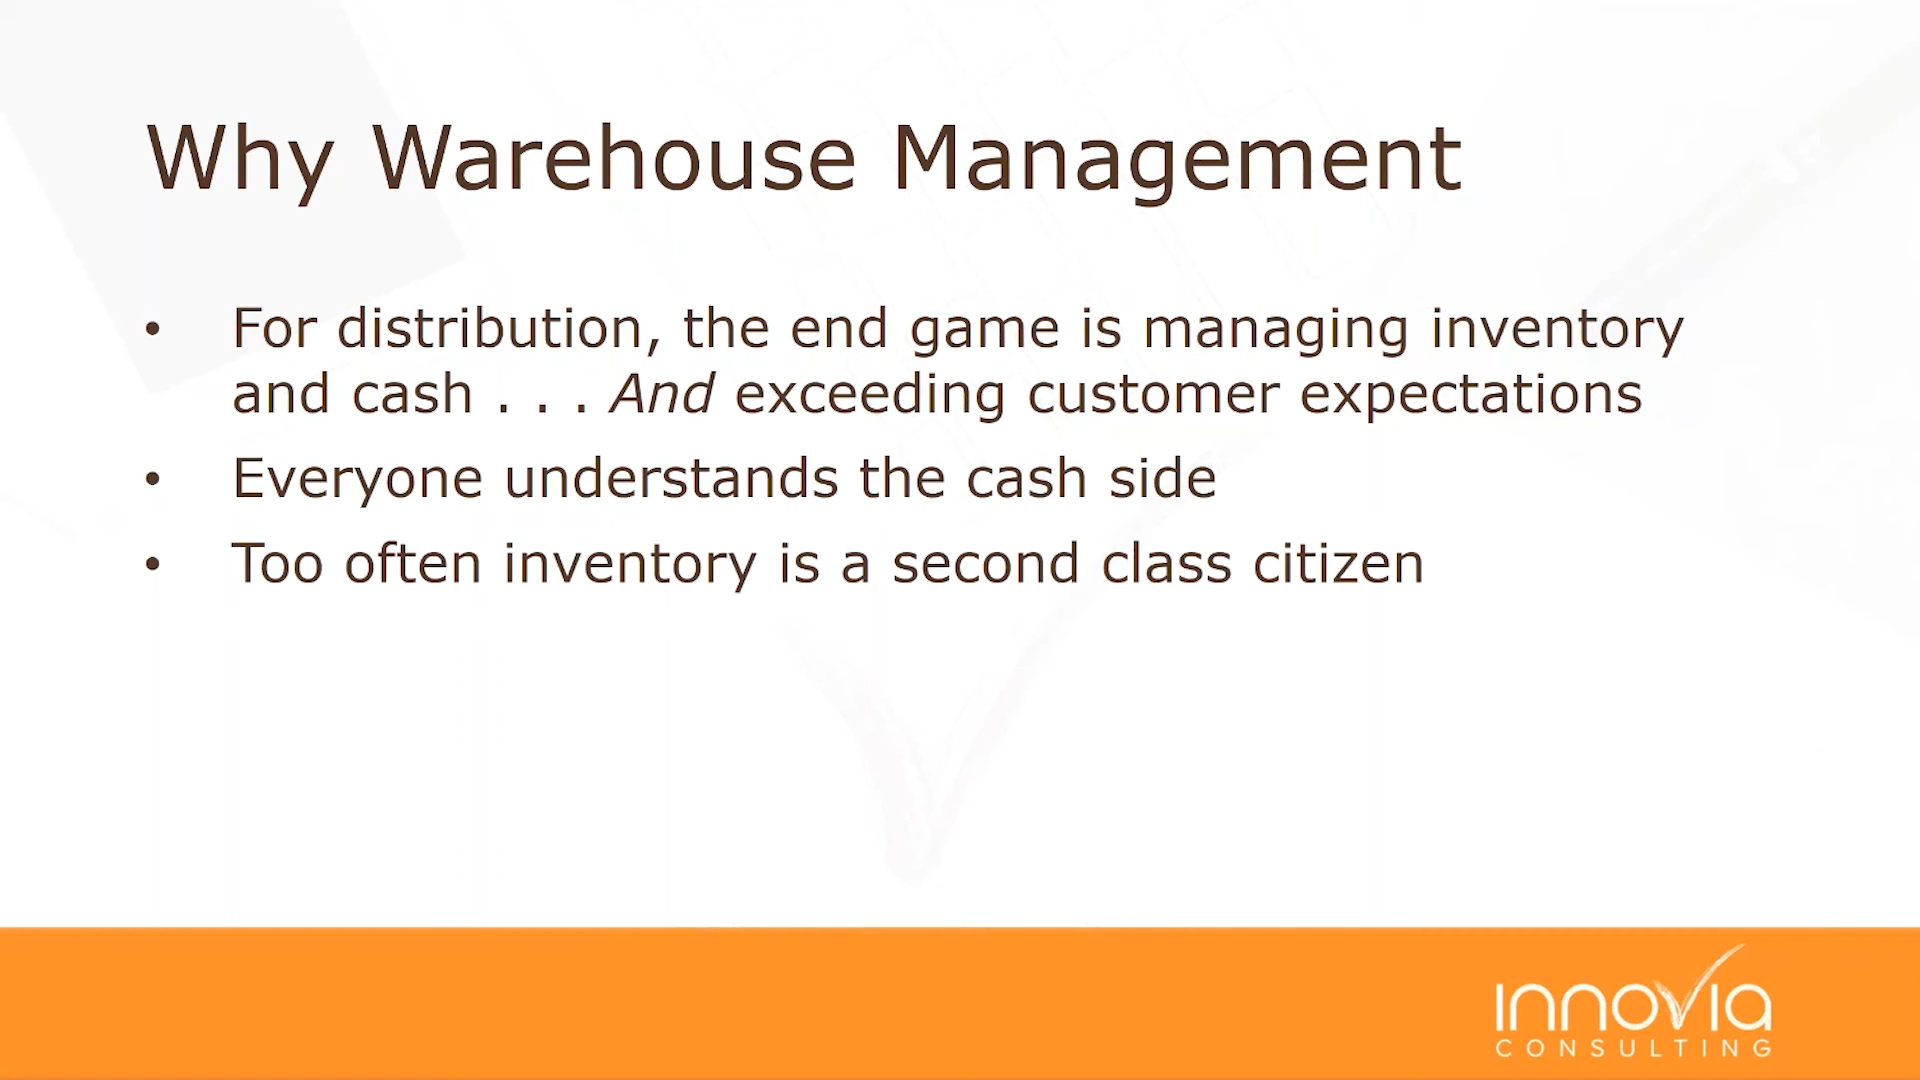 Why Warehouse Management
• For distribution, the end game is managing inventory
and cash . . . And exceeding customer expectations
• Everyone understands the cash side
• Too often inventory is a second class citizen
innovia
CONSULTING